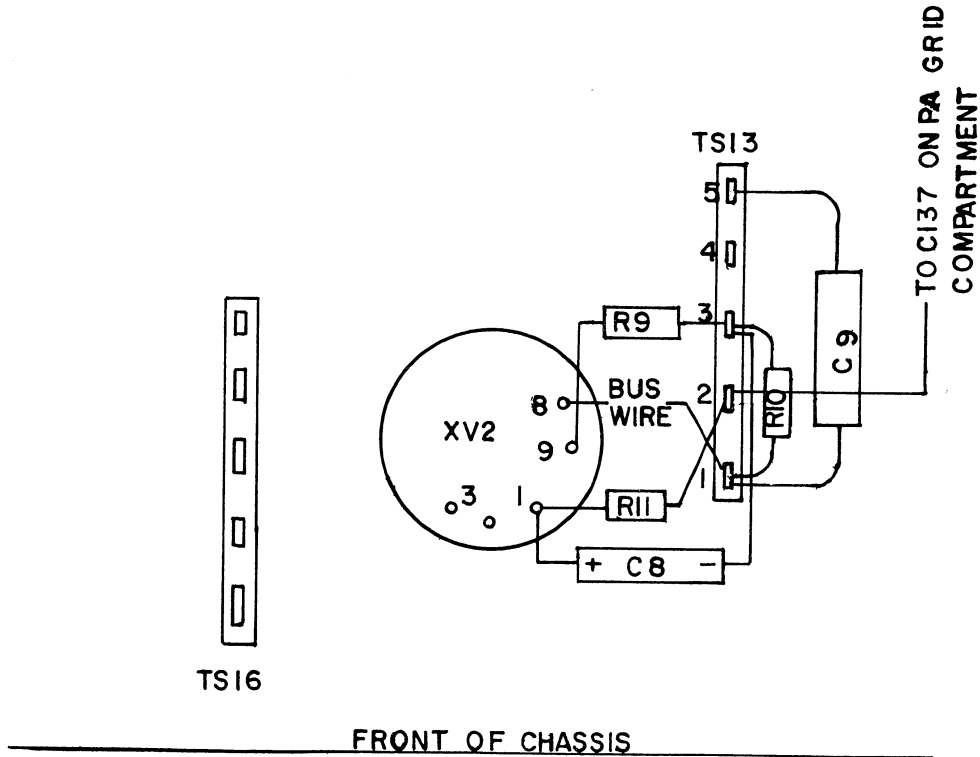 TO C137 ON PA GRID
COMPARTMENT
TS13
5
4
3
2
1
R9
R10
C9
8
BUS
WIRE
XV2
9
3
1
R11
+ C8 -
TS16
FRONT OF CHASSIS